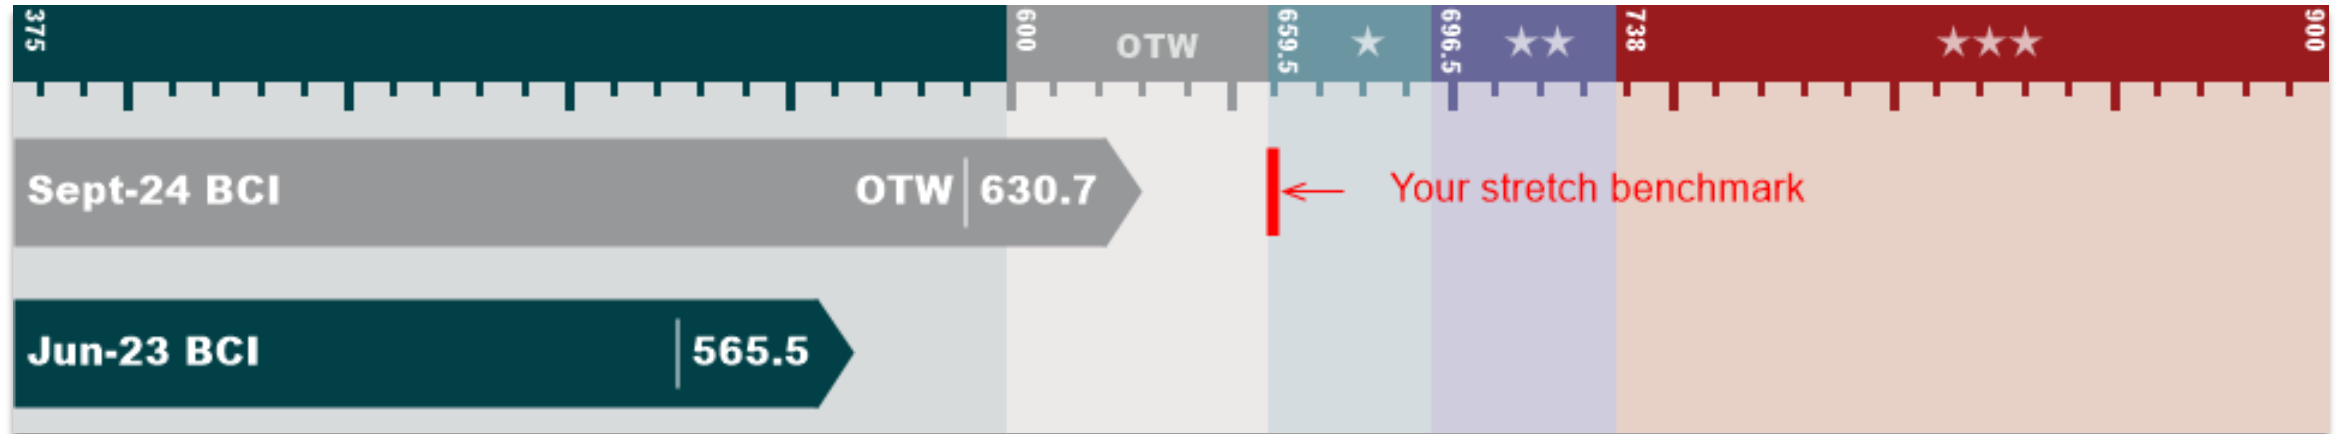 375
600
OTW
659.5
★
696.5
★★
738
★★★
900
Sept-24 BCI OTW 630.7
Your stretch benchmark
Jun-23 BCI 565.5